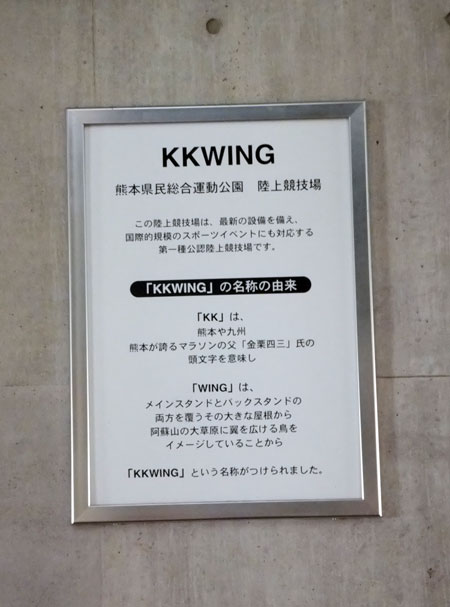 KKWING
熊本県民総合運動公園　陸上競技場
この陸上競技場は、最新の設備を備え、
国際的規模のスポーツイベントにも対応する
第一種公認陸上競技場です。
「KKWING」の名称の由来
「KK」は、
熊本や九州
熊本が誇るマラソンの父「金栗四三」氏の
頭文字を意味し
「WING」は、
メインスタンドとバックスタンドの
両方を覆うその大きな屋根から
阿蘇山の大草原に翼を広げる鳥を
イメージしていることから
「KKWING」という名称がつけられました。